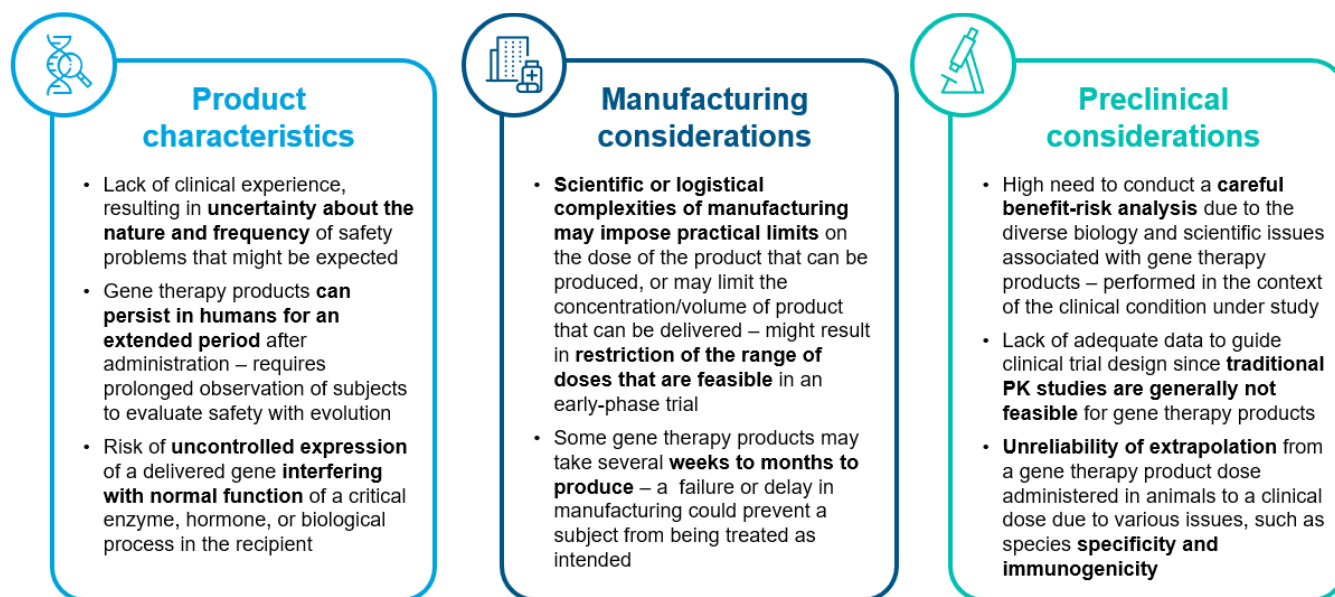 Product
characteristics
• Lack of clinical experience,
resulting in uncertainty about the
nature and frequency of safety
problems that might be expected
• Gene therapy products can
persist in humans for an
extended period after
administration – requires
prolonged observation of subjects
to evaluate safety with evolution
• Risk of uncontrolled expression
of a delivered gene interfering
with normal function of a critical
enzyme, hormone, or biological
process in the recipient
Manufacturing
considerations
• Scientific or logistical
complexities of manufacturing
may impose practical limits on
the dose of the product that can be
produced, or may limit the
concentration/volume of product
that can be delivered – might result
in restriction of the range of
doses that are feasible in an
early-phase trial
• Some gene therapy products may
take several weeks to months to
produce – a  failure or delay in
manufacturing could prevent a
subject from being treated as
intended
Preclinical
considerations
• High need to conduct a careful
benefit-risk analysis due to the
diverse biology and scientific issues
associated with gene therapy
products – performed in the context
of the clinical condition under study
• Lack of adequate data to guide
clinical trial design since traditional
PK studies are generally not
feasible for gene therapy products
• Unreliability of extrapolation from
a gene therapy product dose
administered in animals to a clinical
dose due to various issues, such as
species specificity and
immunogenicity